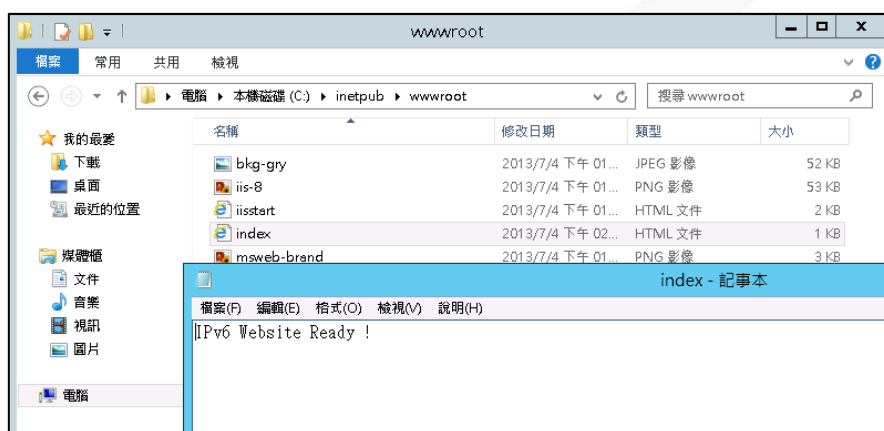 wwwroot
檔案 常用 共用 檢視
電腦 本機磁碟 (C:) inetpub wwwroot 搜尋 wwwroot
名稱 修改日期 類型 大小
我的最愛
下載
桌面
最近的位置
bkg-gry 2013/7/4 下午 01... JPEG 影像 52 KB
iis-8 2013/7/4 下午 01... PNG 影像 53 KB
iisstart 2013/7/4 下午 01... HTML 文件 2 KB
index 2013/7/4 下午 02... HTML 文件 1 KB
msweb-brand 2013/7/4 下午 01... PNG 影像 3 KB
媒體櫃
文件
音樂
視訊
圖片
電腦
index - 記事本
檔案(F) 編輯(E) 格式(O) 檢視(V) 說明(H)
IPv6 Website Ready !